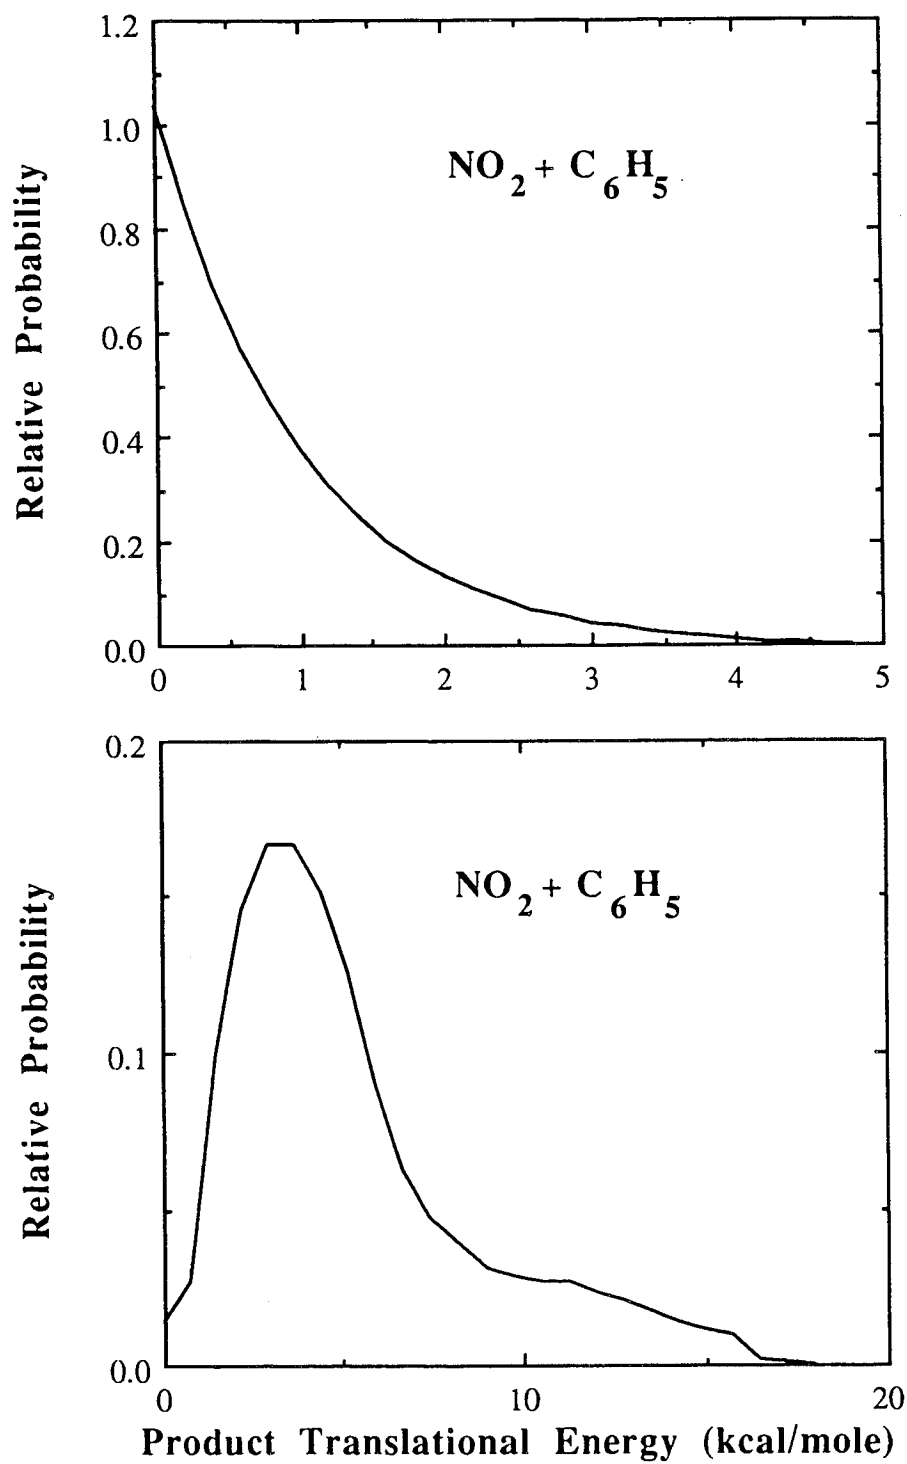 1.2
1.0
0.8
0.6
0.4
0.2
0.0
Relative Probability
NO2 + C6H5
0 1 2 3 4 5
0.2
0.1
0.0
Relative Probability
NO2 + C6H5
0 10 20
Product Translational Energy (kcal/mole)